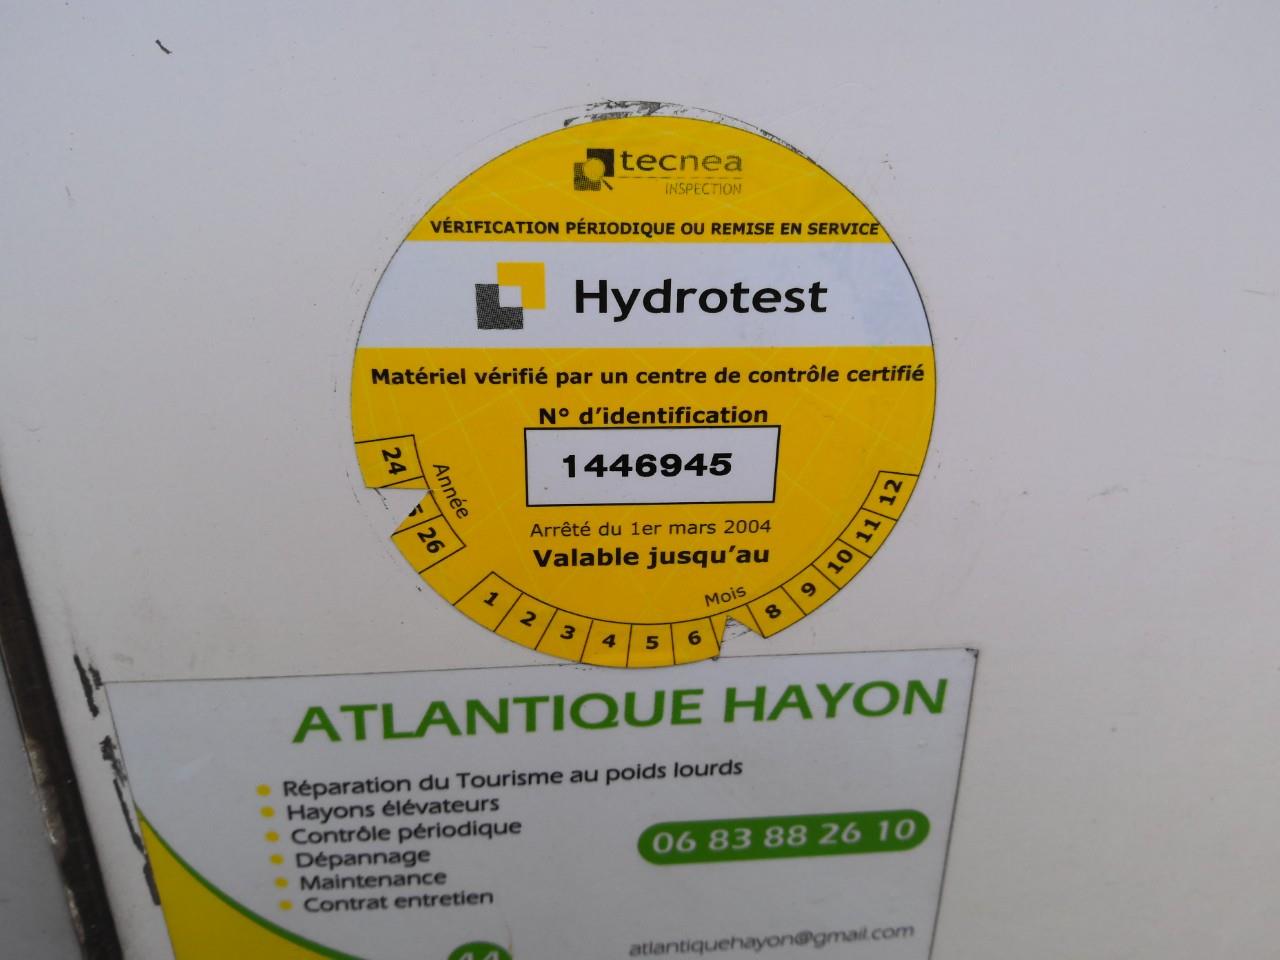 tecnea
INSPECTION
VÉRIFICATION PÉRIODIQUE OU REMISE EN SERVICE
Hydrotest
Matériel vérifié par un centre de contrôle certifié
N° d'identification
1446945
Arrêté du 1er mars 2004
Valable jusqu'au
Année
24
26
Mois
1 2 3 4 5 6 8 9 10 11 12
ATLANTIQUE HAYON
Réparation du Tourisme au poids lourds
Hayons élévateurs
Contrôle périodique
Dépannage
Maintenance
Contrat entretien
06 83 88 26 10
atlantiquehayon@gmail.com